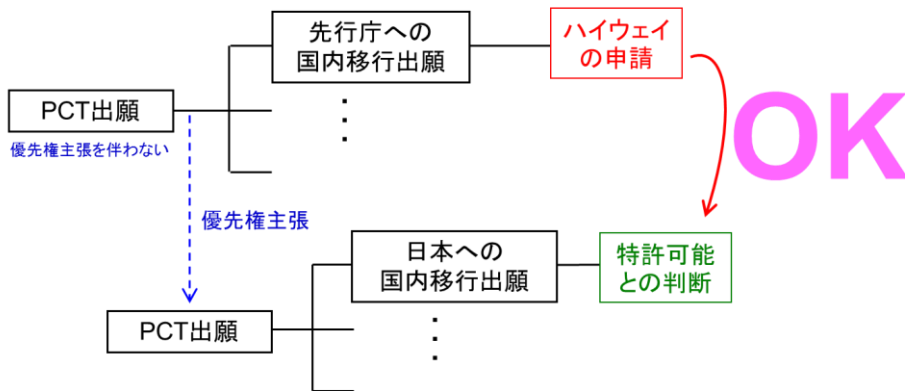 先行庁への
国内移行出願
ハイウェイ
の申請
PCT出願
優先権主張を伴わない
OK
優先権主張
日本への
国内移行出願
特許可能
との判断
PCT出願